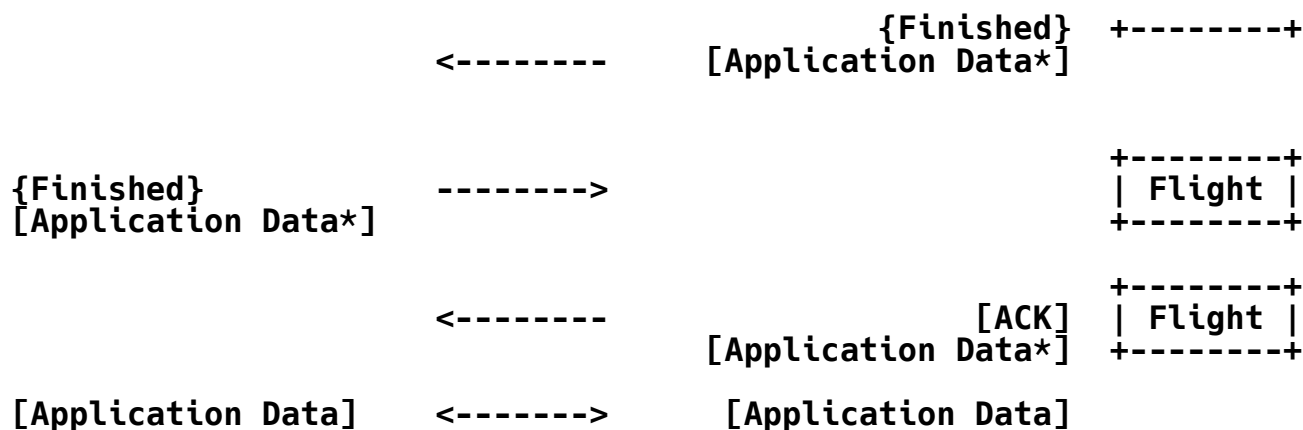 {Finished}  +--------+
                      <--------     [Application Data*]


                                                         +--------+
{Finished}            -------->                          | Flight |
[Application Data*]                                      +--------+

                                                         +--------+
                      <--------                   [ACK]  | Flight |
                                    [Application Data*]  +--------+

[Application Data]    <------->      [Application Data]